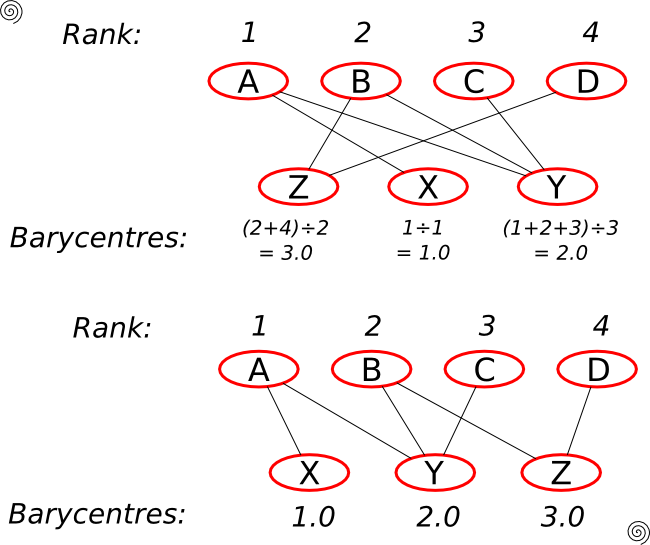 Rank: 1 2 3 4
A B C D
Z X Y
Barycentres: (2+4)÷2 1÷1 (1+2+3)÷3
= 3.0 = 1.0 = 2.0
Rank: 1 2 3 4
A B C D
X Y Z
Barycentres: 1.0 2.0 3.0